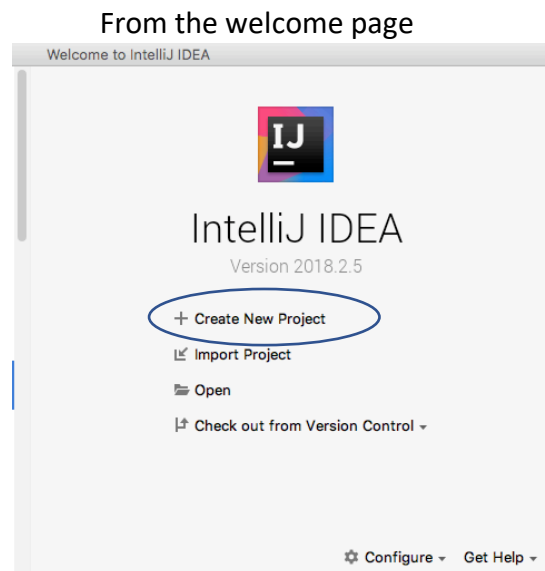 From the welcome page
Welcome to IntelliJ IDEA
IJ
IntelliJ IDEA
Version 2018.2.5
Create New Project
Import Project
Open
Check out from Version Control
Configure Get Help